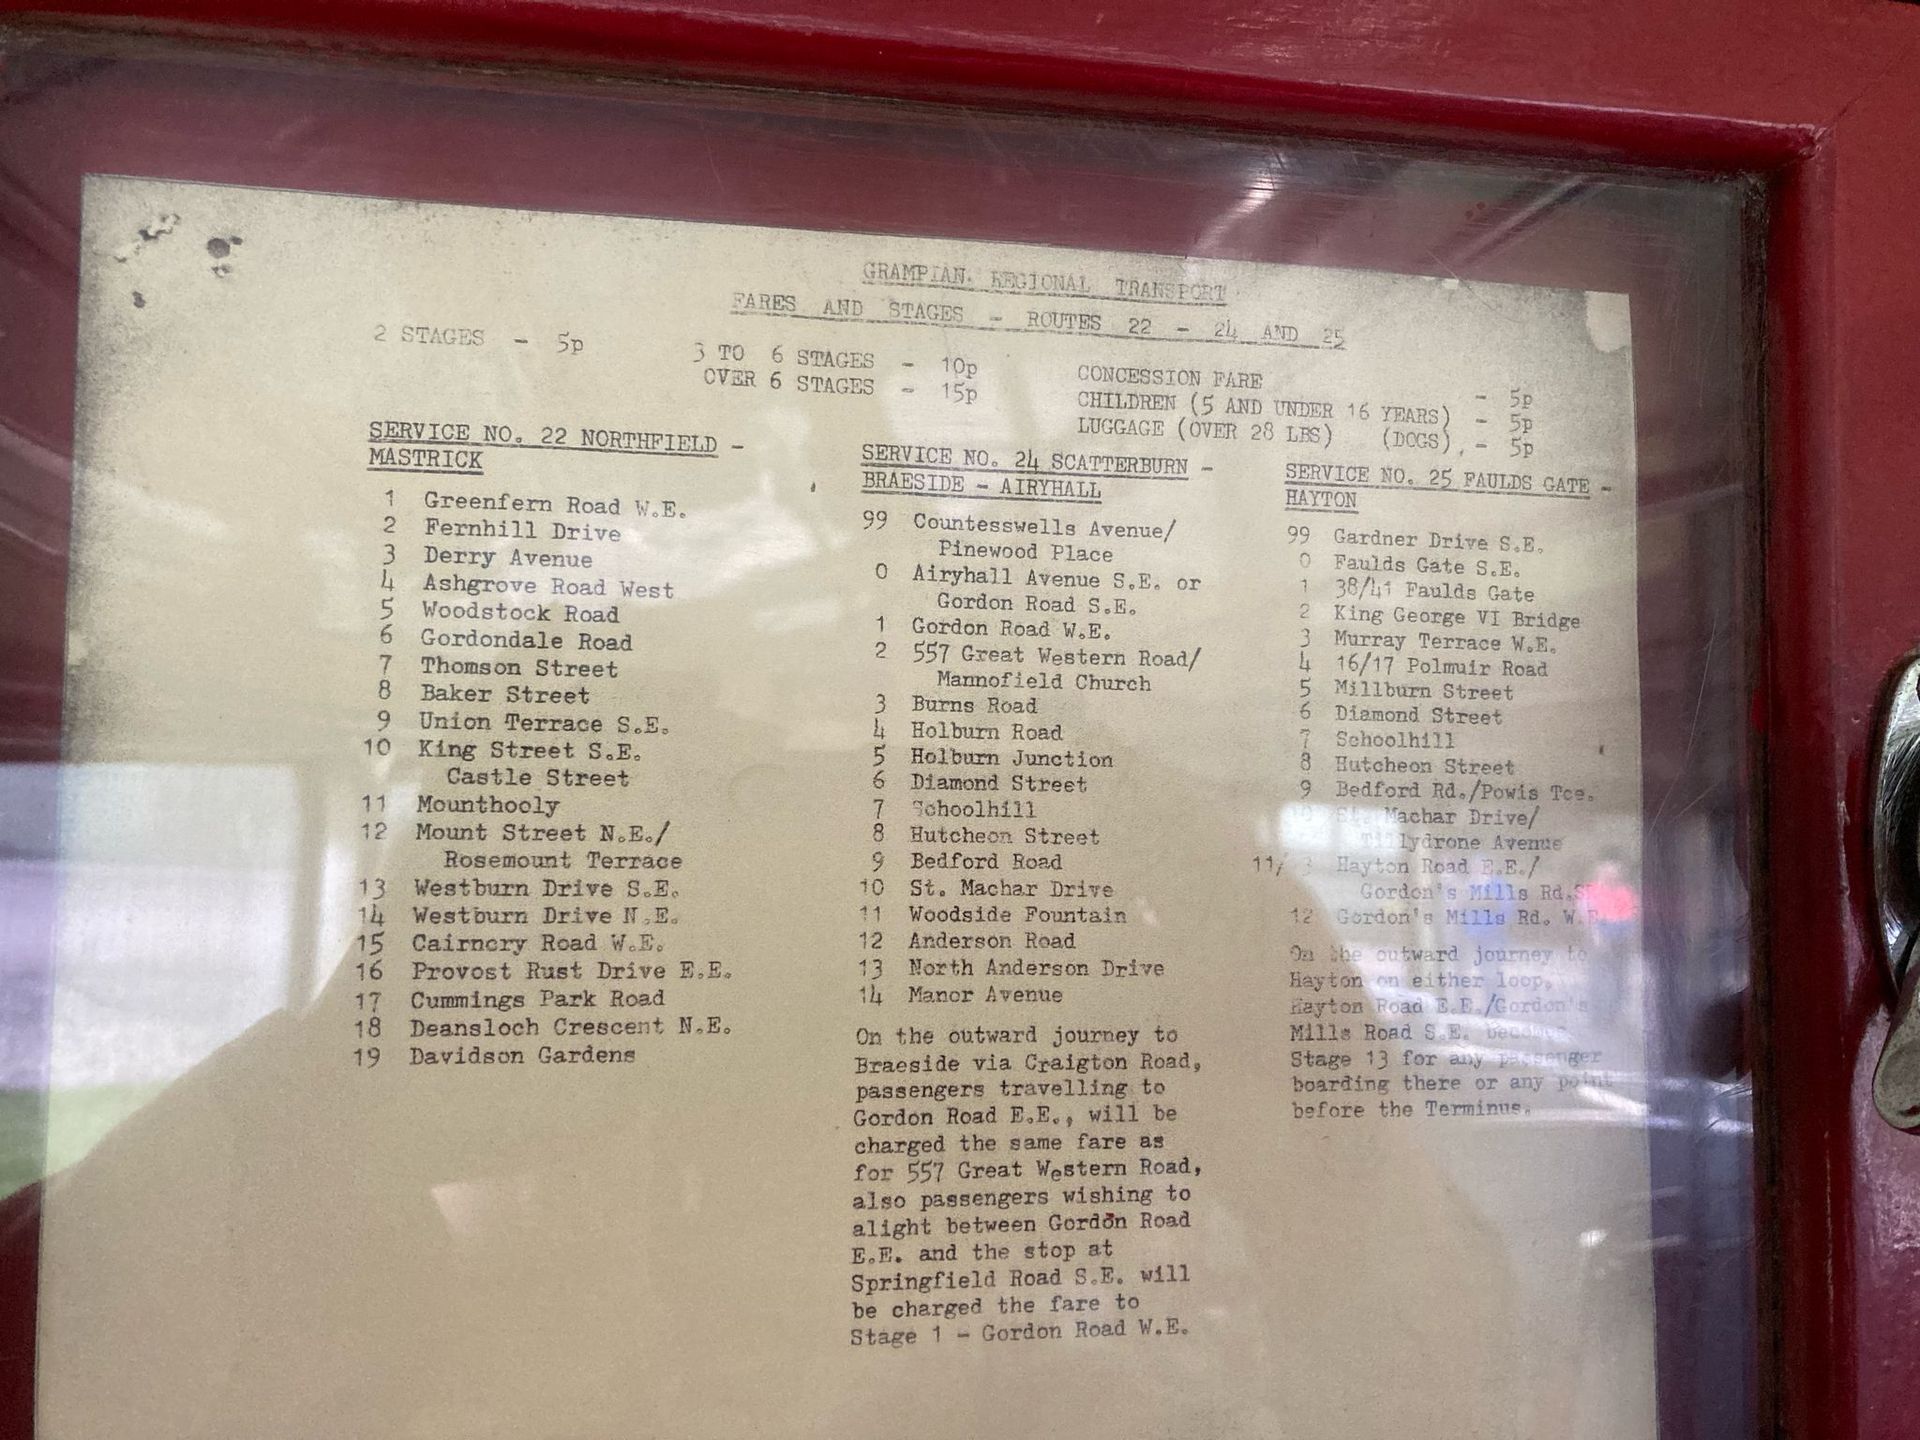 GRAMPIAN REGIONAL TRANSPORT
FARES AND STAGES - ROUTES 22 - 24 AND 25
2 STAGES - 5p
3 TO 6 STAGES - 10p
OVER 6 STAGES - 15p
CONCESSION FARE - 5p
CHILDREN (5 AND UNDER 16 YEARS) - 5p
LUGGAGE (OVER 28 LBS) (DOGS), - 5p
SERVICE NO. 22 NORTHFIELD -
MASTRICK
1 Greenfern Road W.E.
2 Fernhill Drive
3 Derry Avenue
4 Ashgrove Road West
5 Woodstock Road
6 Gordondale Road
7 Thomson Street
8 Baker Street
9 Union Terrace S.E.
10 King Street S.E.
Castle Street
11 Mounthooly
12 Mount Street N.E./
Rosemount Terrace
13 Westburn Drive S.E.
14 Westburn Drive N.E.
15 Cairncry Road W.E.
16 Provost Rust Drive E.E.
17 Cummings Park Road
18 Deansloch Crescent N.E.
19 Davidson Gardens
SERVICE NO. 24 SCATTERBURN -
BRAESIDE - AIRYHALL
99 Countesswells Avenue/
Pinewood Place
0 Airyhall Avenue S.E. or
Gordon Road S.E.
1 Gordon Road W.E.
2 557 Great Western Road/
Mannofield Church
3 Burns Road
4 Holburn Road
5 Holburn Junction
6 Diamond Street
7 Schoolhill
8 Hutcheon Street
9 Bedford Road
10 St. Machar Drive
11 Woodside Fountain
12 Anderson Road
13 North Anderson Drive
14 Manor Avenue
On the outward journey to
Braeside via Craigton Road,
passengers travelling to
Gordon Road E.E., will be
charged the same fare as
for 557 Great Western Road,
also passengers wishing to
alight between Gordon Road
E.E. and the stop at
Springfield Road S.E. will
be charged the fare to
Stage 1 - Gordon Road W.E.
SERVICE NO. 25 FAULDS GATE -
HAYTON
99 Gardner Drive S.E.
0 Faulds Gate S.E.
1 38/41 Faulds Gate
2 King George VI Bridge
3 Murray Terrace W.E.
4 16/17 Polmuir Road
5 Millburn Street
6 Diamond Street
7 Schoolhill
8 Hutcheon Street
9 Bedford Rd./Powis Tce.
10 St. Machar Drive/
Tillydrone Avenue
Hayton Road E.E./
Gordon's Mills Rd.SE
12 Gordon's Mills Rd. W.E.
On the outward journey to
Hayton on either loop,
Hayton Road E.E./Gordon's
Mills Road S.E. becomes
Stage 13 for any passenger
boarding there or any point
before the Terminus.